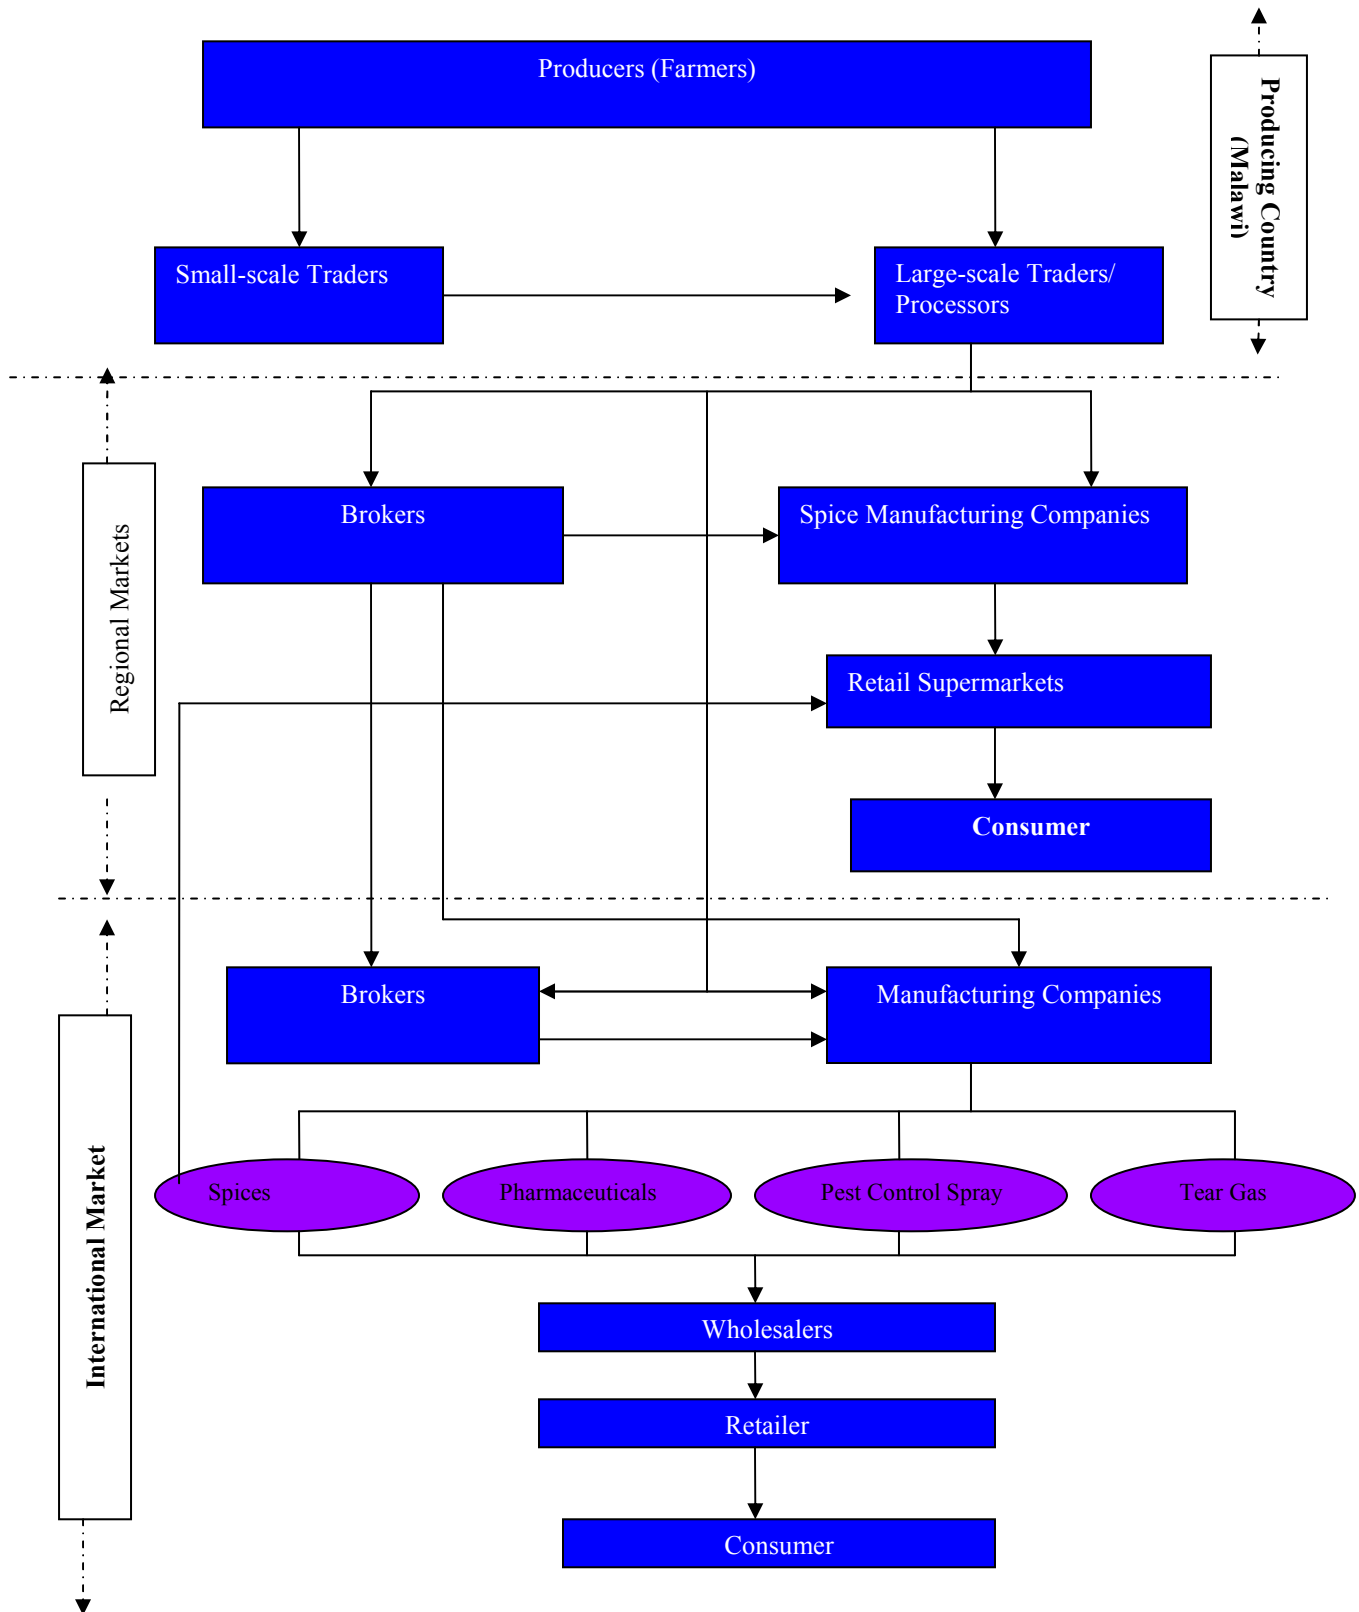 Producers (Farmers)
Producing Country
(Malawi)
Small-scale Traders
Large-scale Traders/
Processors
Regional Markets
Brokers
Spice Manufacturing Companies
Retail Supermarkets
Consumer
International Market
Brokers
Manufacturing Companies
Spices
Pharmaceuticals
Pest Control Spray
Tear Gas
Wholesalers
Retailer
Consumer